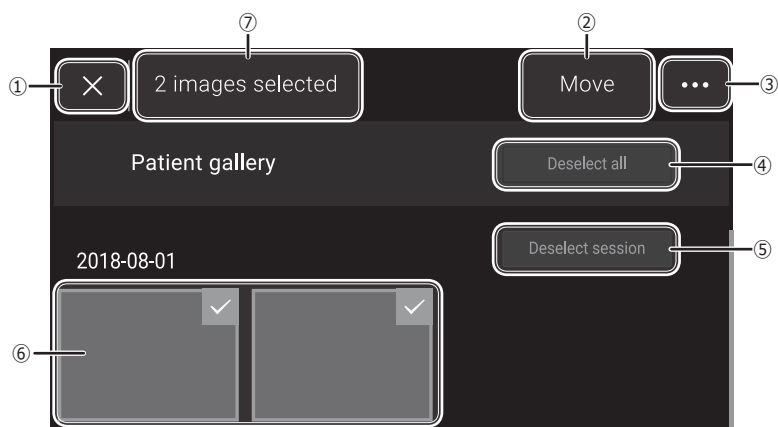 ⑦ ②
① 2 images selected Move ... ③
Patient gallery Deselect all ④
Deselect session ⑤
2018-08-01
⑥